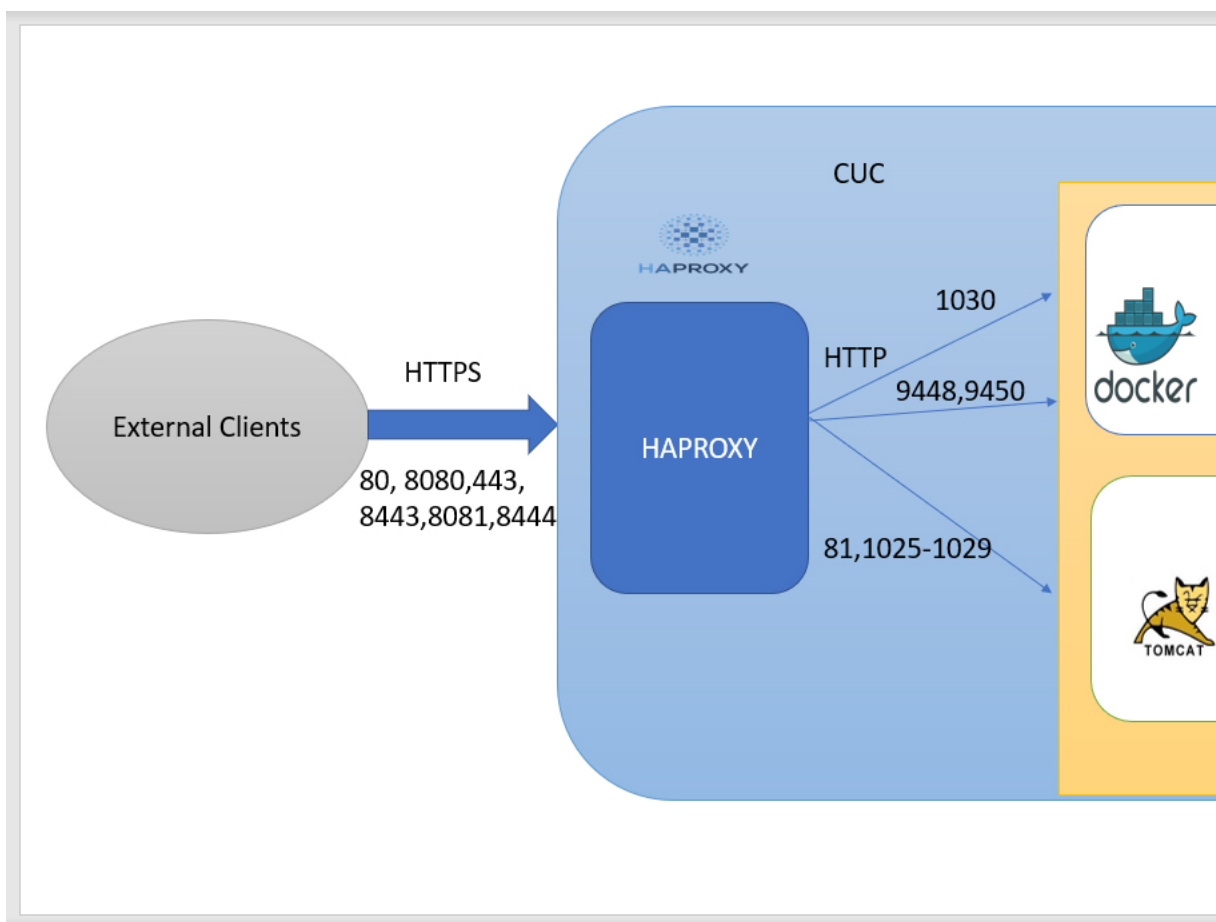 CUC
HAPROXY
1030
HTTP
HTTPS
9448,9450
External Clients
HAPROXY
docker
80, 8080,443,
8443,8081,8444
81,1025-1029
TOMCAT